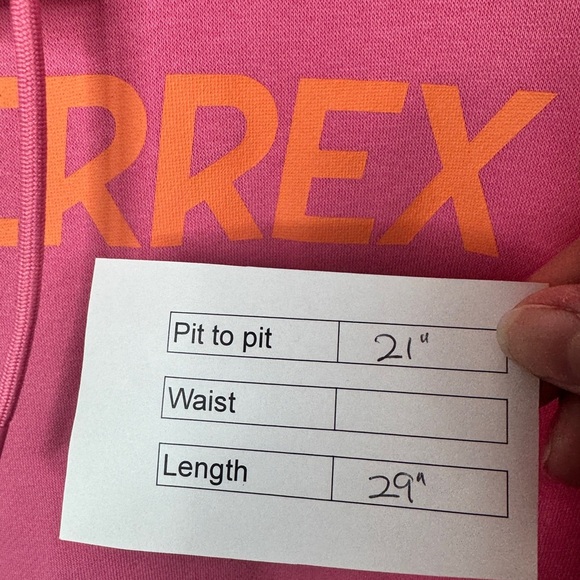 ERREX
Pit to pit 21"
Waist
Length 29"